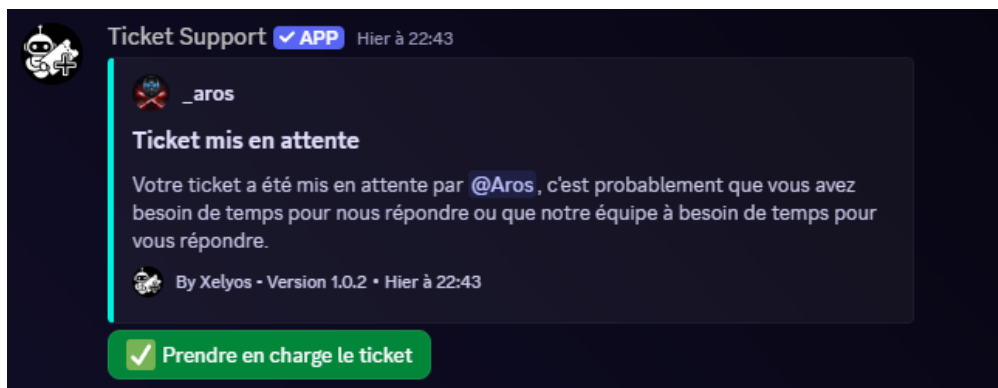 Ticket Support ✓ APP Hier à 22:43
_aros
Ticket mis en attente
Votre ticket a été mis en attente par @Aros, c'est probablement que vous avez
besoin de temps pour nous répondre ou que notre équipe à besoin de temps pour
vous répondre.
By Xelyos - Version 1.0.2 • Hier à 22:43
✅ Prendre en charge le ticket